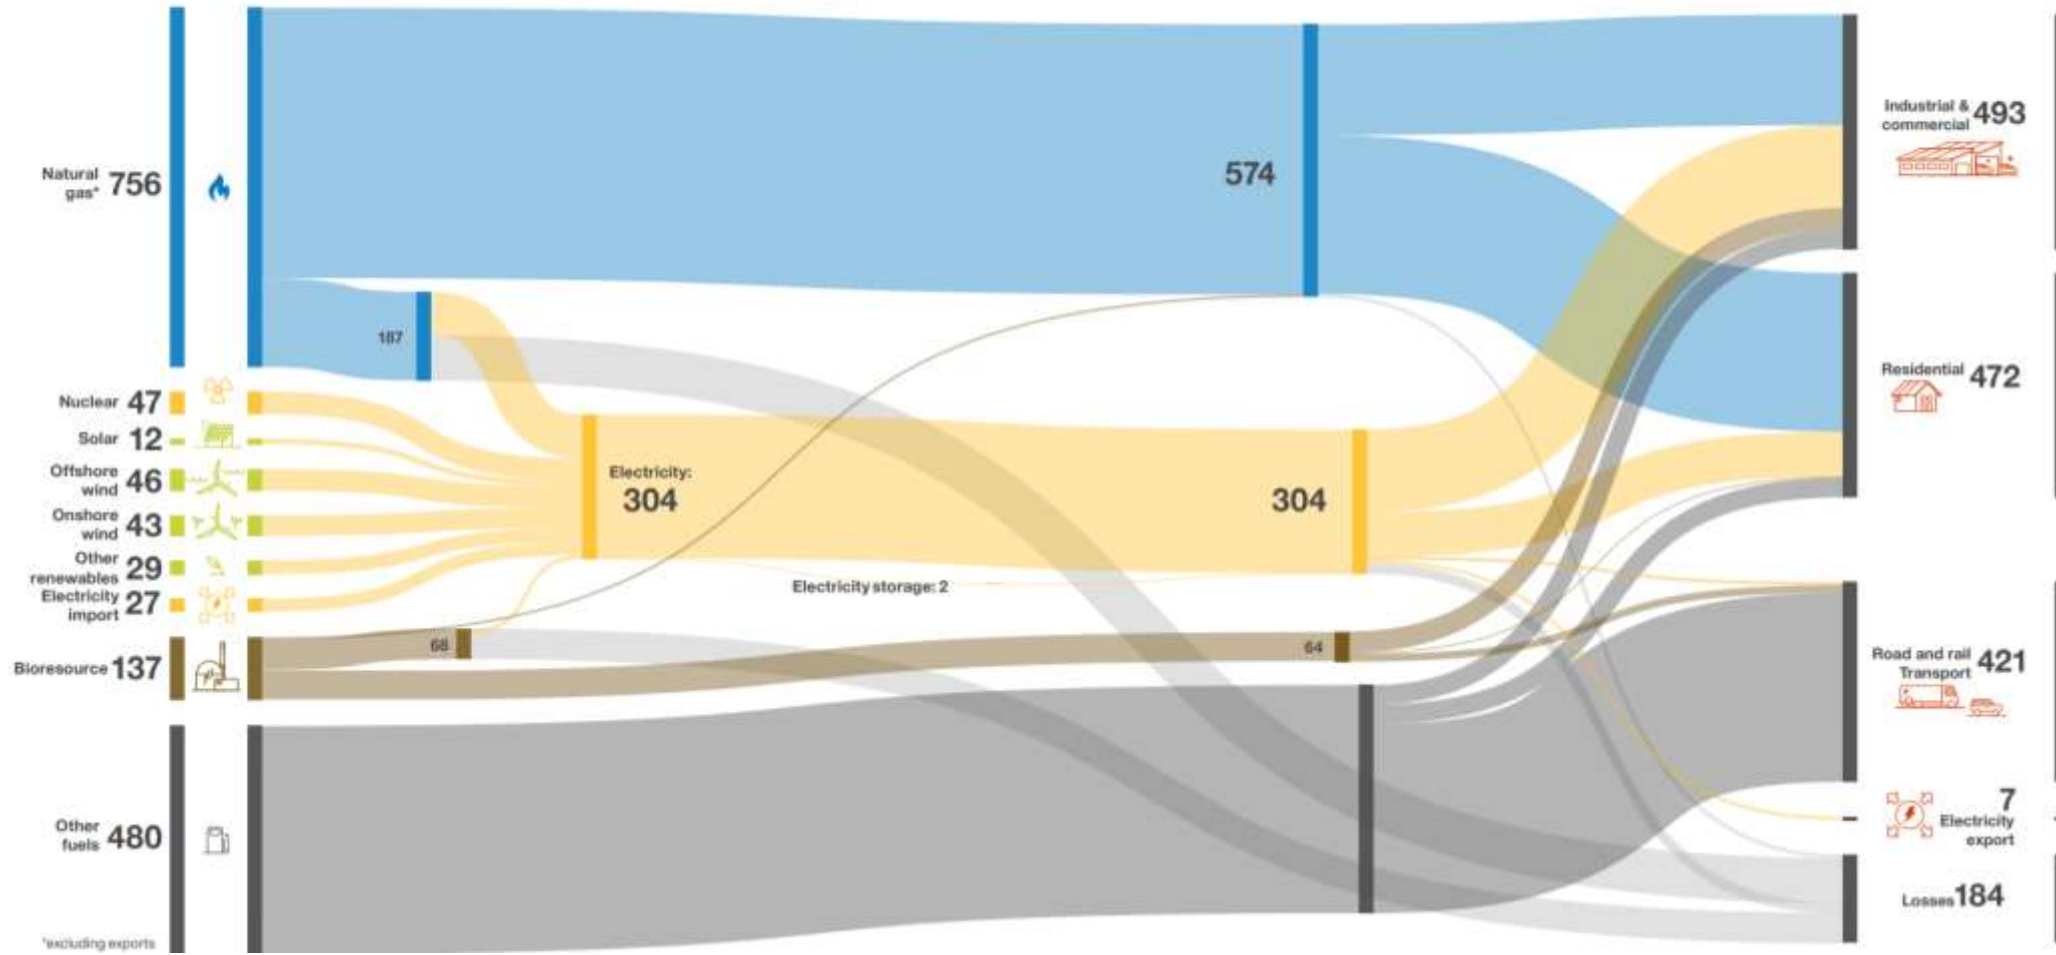 Natural
gas* 756
187
Nuclear 47
Solar 12
Offshore
wind 46
Onshore
wind 43
Other
renewables 29
Electricity
import 27
Bioresource 137
68
Other
fuels 480
*excluding exports
Electricity:
304
Electricity storage: 2
574
304
64
Industrial &
commercial 493
Residential 472
Road and rail
Transport 421
7
Electricity
export
Losses 184